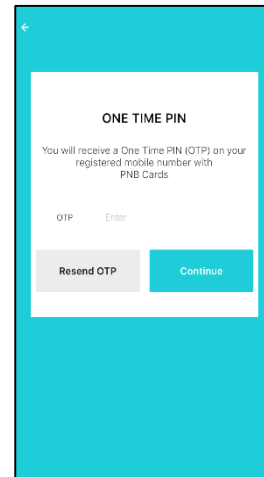 ONE TIME PIN
You will receive a One Time PIN (OTP) on your
registered mobile number with
PNB Cards
OTP Enter
Resend OTP Continue